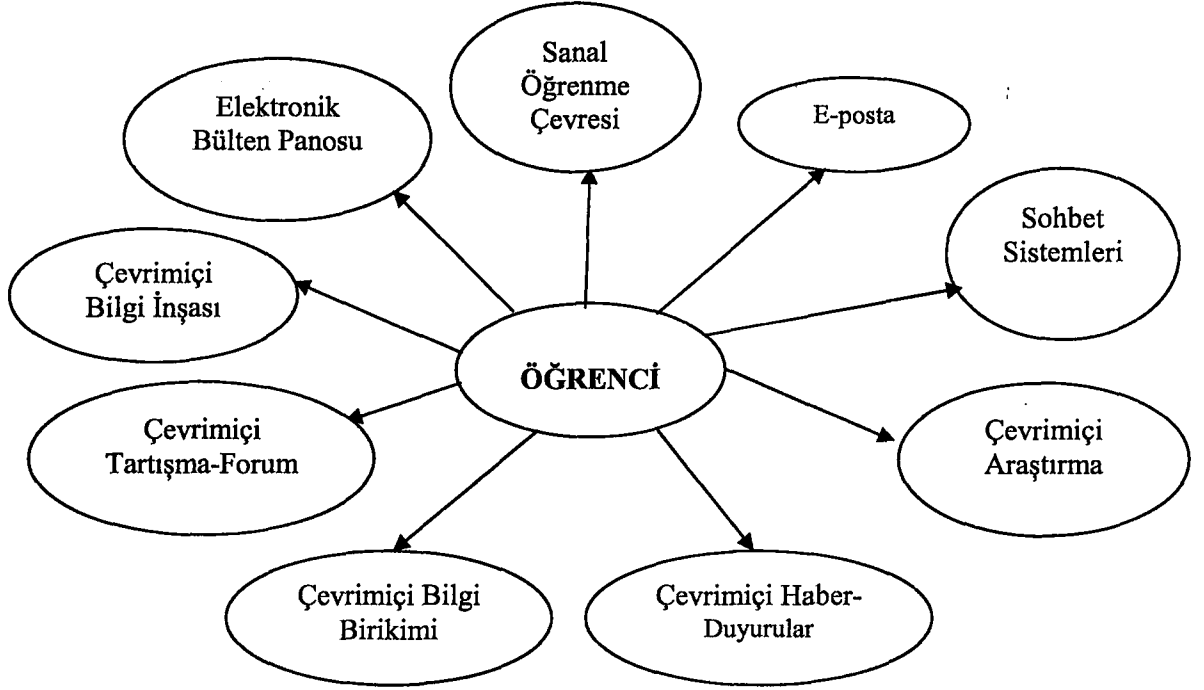 Sanal
Öğrenme
Çevresi
Elektronik
Bülten Panosu
E-posta
Sohbet
Sistemleri
Çevrimiçi
Bilgi İnşası
ÖĞRENCİ
Çevrimiçi
Tartışma-Forum
Çevrimiçi
Araştırma
Çevrimiçi Bilgi
Birikimi
Çevrimiçi Haber-
Duyurular